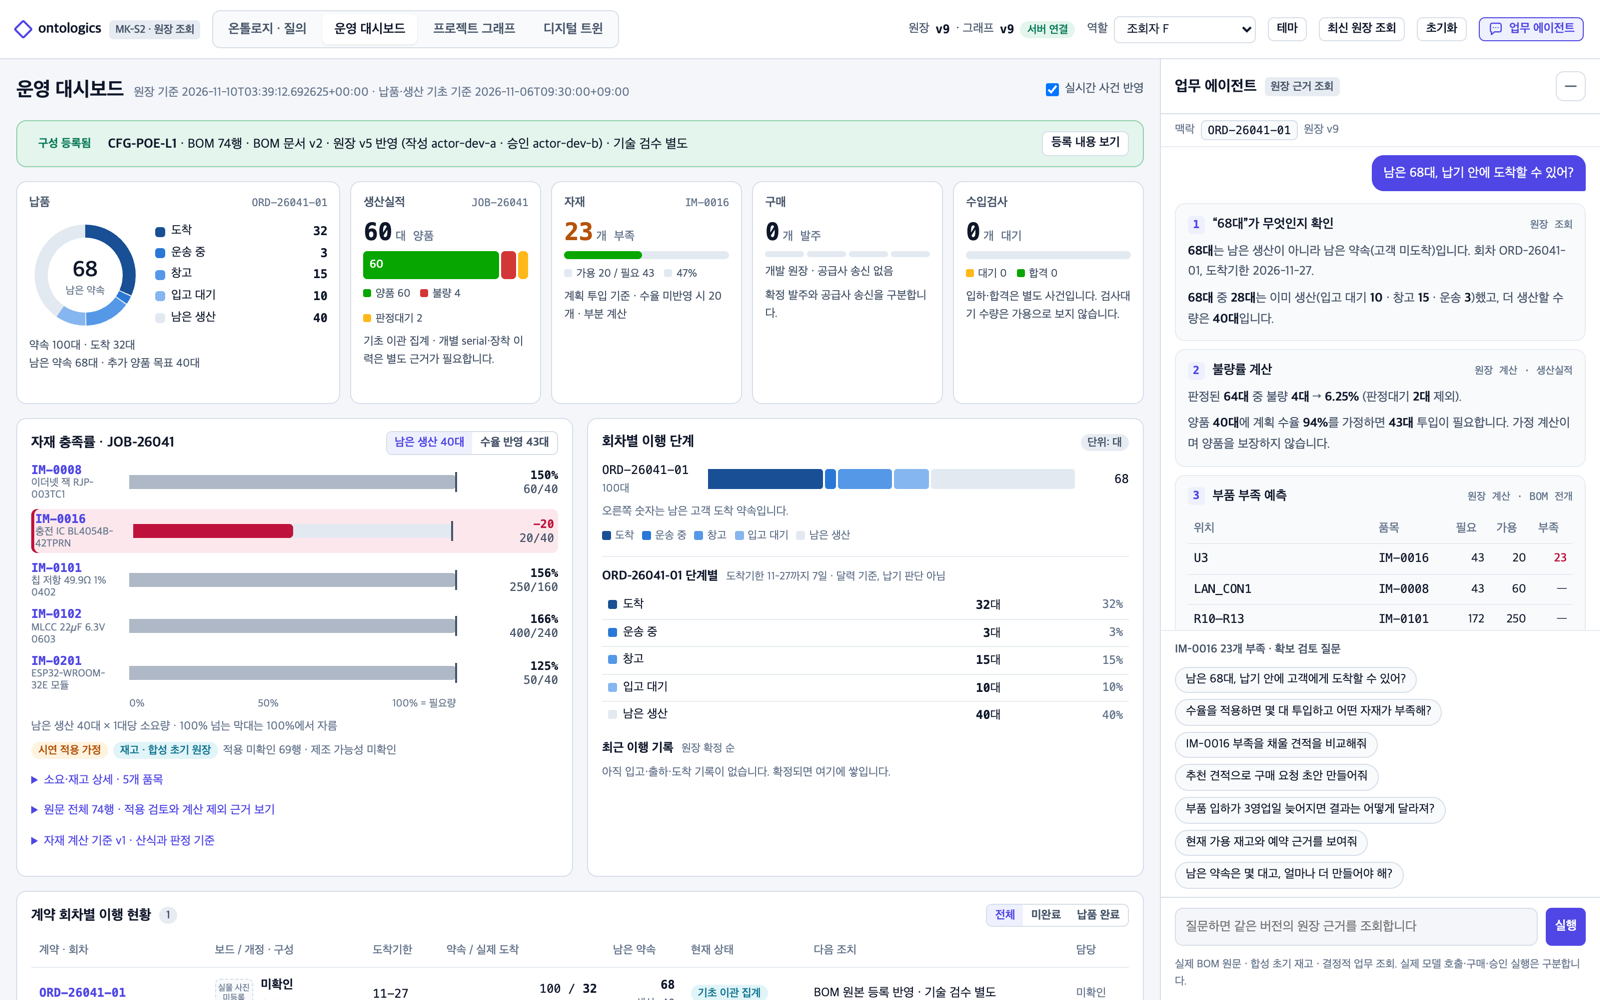 ontologics MK-S2 · 원장 조회 온톨로지 · 질의 운영 대시보드 프로젝트 그래프 디지털 트윈 원장 v9 · 그래프 v9 서버 연결 역할 조회자 F 테마 최신 원장 조회 초기화 업무 에이전트
운영 대시보드 원장 기준 2026-11-10T03:39:12.692625+00:00 · 납품·생산 기초 기준 2026-11-06T09:30:00+09:00 실시간 사건 반영
구성 등록됨 CFG-POE-L1 · BOM 74행 · BOM 문서 v2 · 원장 v5 반영 (작성 actor-dev-a · 승인 actor-dev-b) · 기술 검수 별도 등록 내용 보기
납품 ORD-26041-01
68
남은 약속
도착 32
운송 중 3
창고 15
입고 대기 10
남은 생산 40
약속 100대 · 도착 32대
남은 약속 68대 · 추가 양품 목표 40대
생산실적 JOB-26041
60 대 양품
60
양품 60 불량 4
판정대기 2
기초 이관 집계 · 개별 serial·장착 이
력은 별도 근거가 필요합니다.
자재 IM-0016
23 개 부족
가용 20 / 필요 43 47%
계획 투입 기준 · 수율 미반영 시 20
개 · 부분 계산
구매
0 개 발주
개발 원장 · 공급사 송신 없음
확정 발주와 공급사 송신을 구분합니
다.
수입검사
0 개 대기
대기 0 합격 0
입하·합격은 별도 사건입니다. 검사대
기 수량은 가용으로 보지 않습니다.
자재 충족률 · JOB-26041 남은 생산 40대 수율 반영 43대
IM-0008
이더넷 잭 RJP-
003TC1
150%
60/40
IM-0016
충전 IC BL4054B-
42TPRN
-20
20/40
IM-0101
칩 저항 49.9Ω 1%
0402
156%
250/160
IM-0102
MLCC 22µF 6.3V
0603
166%
400/240
IM-0201
ESP32-WROOM-
32E 모듈
125%
50/40
0% 50% 100% = 필요량
남은 생산 40대 × 1대당 소요량 · 100% 넘는 막대는 100%에서 자름
시연 적용 가정 재고 · 합성 초기 원장 적용 미확인 69행 · 제조 가능성 미확인
▶ 소요·재고 상세 · 5개 품목
▶ 원문 전체 74행 · 적용 검토와 계산 제외 근거 보기
▶ 자재 계산 기준 v1 · 산식과 판정 기준
회차별 이행 단계 단위: 대
ORD-26041-01
100대
68
오른쪽 숫자는 남은 고객 도착 약속입니다.
도착 운송 중 창고 입고 대기 남은 생산
ORD-26041-01 단계별 도착기한 11-27까지 7일 · 달력 기준, 납기 판단 아님
도착 32대 32%
운송 중 3대 3%
창고 15대 15%
입고 대기 10대 10%
남은 생산 40대 40%
최근 이행 기록 원장 확정 순
아직 입고·출하·도착 기록이 없습니다. 확정되면 여기에 쌓입니다.
계약 회차별 이행 현황 1 전체 미완료 납품 완료
계약 · 회차 보드 / 개정 · 구성 도착기한 약속 / 실제 도착 남은 약속 현재 상태 다음 조치 담당
ORD-26041-01 실물 사진 미등록 미확인 11-27 100 / 32 68 기초 이관 집계 BOM 원본 등록 반영 · 기술 검수 별도 미확인
업무 에이전트 원장 근거 조회
맥락 ORD-26041-01 원장 v9
남은 68대, 납기 안에 도착할 수 있어?
1 “68대”가 무엇인지 확인 원장 조회
68대는 남은 생산이 아니라 남은 약속(고객 미도착)입니다. 회차 ORD-26041-
01, 도착기한 2026-11-27.
68대 중 28대는 이미 생산(입고 대기 10 · 창고 15 · 운송 3)했고, 더 생산할 수
량은 40대입니다.
2 불량률 계산 원장 계산 · 생산실적
판정된 64대 중 불량 4대 → 6.25% (판정대기 2대 제외).
양품 40대에 계획 수율 94%를 가정하면 43대 투입이 필요합니다. 가정 계산이
며 양품을 보장하지 않습니다.
3 부품 부족 예측 원장 계산 · BOM 전개
위치 품목 필요 가용 부족
U3 IM-0016 43 20 23
LAN_CON1 IM-0008 43 60 —
R10–R13 IM-0101 172 250 —
IM-0016 23개 부족 · 확보 검토 질문
남은 68대, 납기 안에 고객에게 도착할 수 있어?
수율을 적용하면 몇 대 투입하고 어떤 자재가 부족해?
IM-0016 부족을 채울 견적을 비교해줘
추천 견적으로 구매 요청 초안 만들어줘
부품 입하가 3영업일 늦어지면 결과는 어떻게 달라져?
현재 가용 재고와 예약 근거를 보여줘
남은 약속은 몇 대고, 얼마나 더 만들어야 해?
질문하면 같은 버전의 원장 근거를 조회합니다 실행
실제 BOM 원문 · 합성 초기 재고 · 결정적 업무 조회. 실제 모델 호출·구매·승인 실행은 구분합니
다.